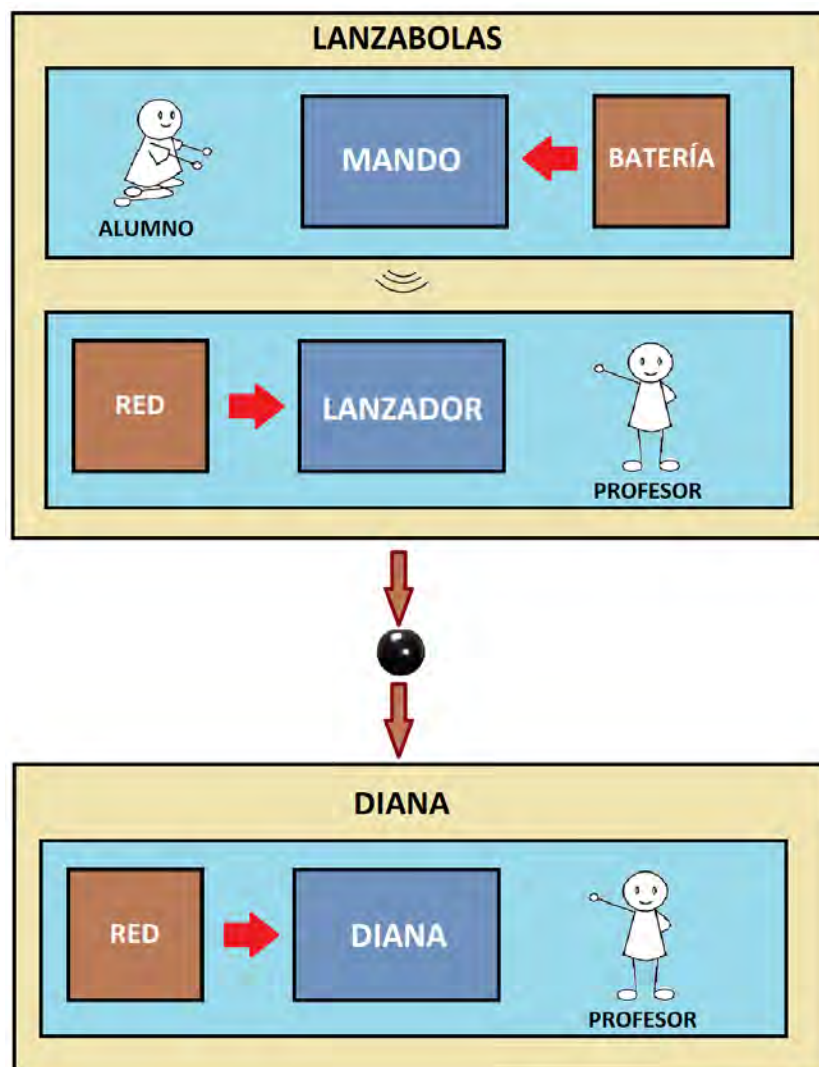 LANZABOLAS
MANDO
BATERÍA
ALUMNO
RED
LANZADOR
PROFESOR
DIANA
RED
DIANA
PROFESOR